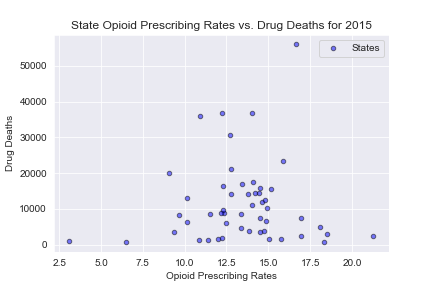 State Opioid Prescribing Rates vs. Drug Deaths for 2015
States
Drug Deaths
50000
40000
30000
20000
10000
0
2.5 5.0 7.5 10.0 12.5 15.0 17.5 20.0
Opioid Prescribing Rates